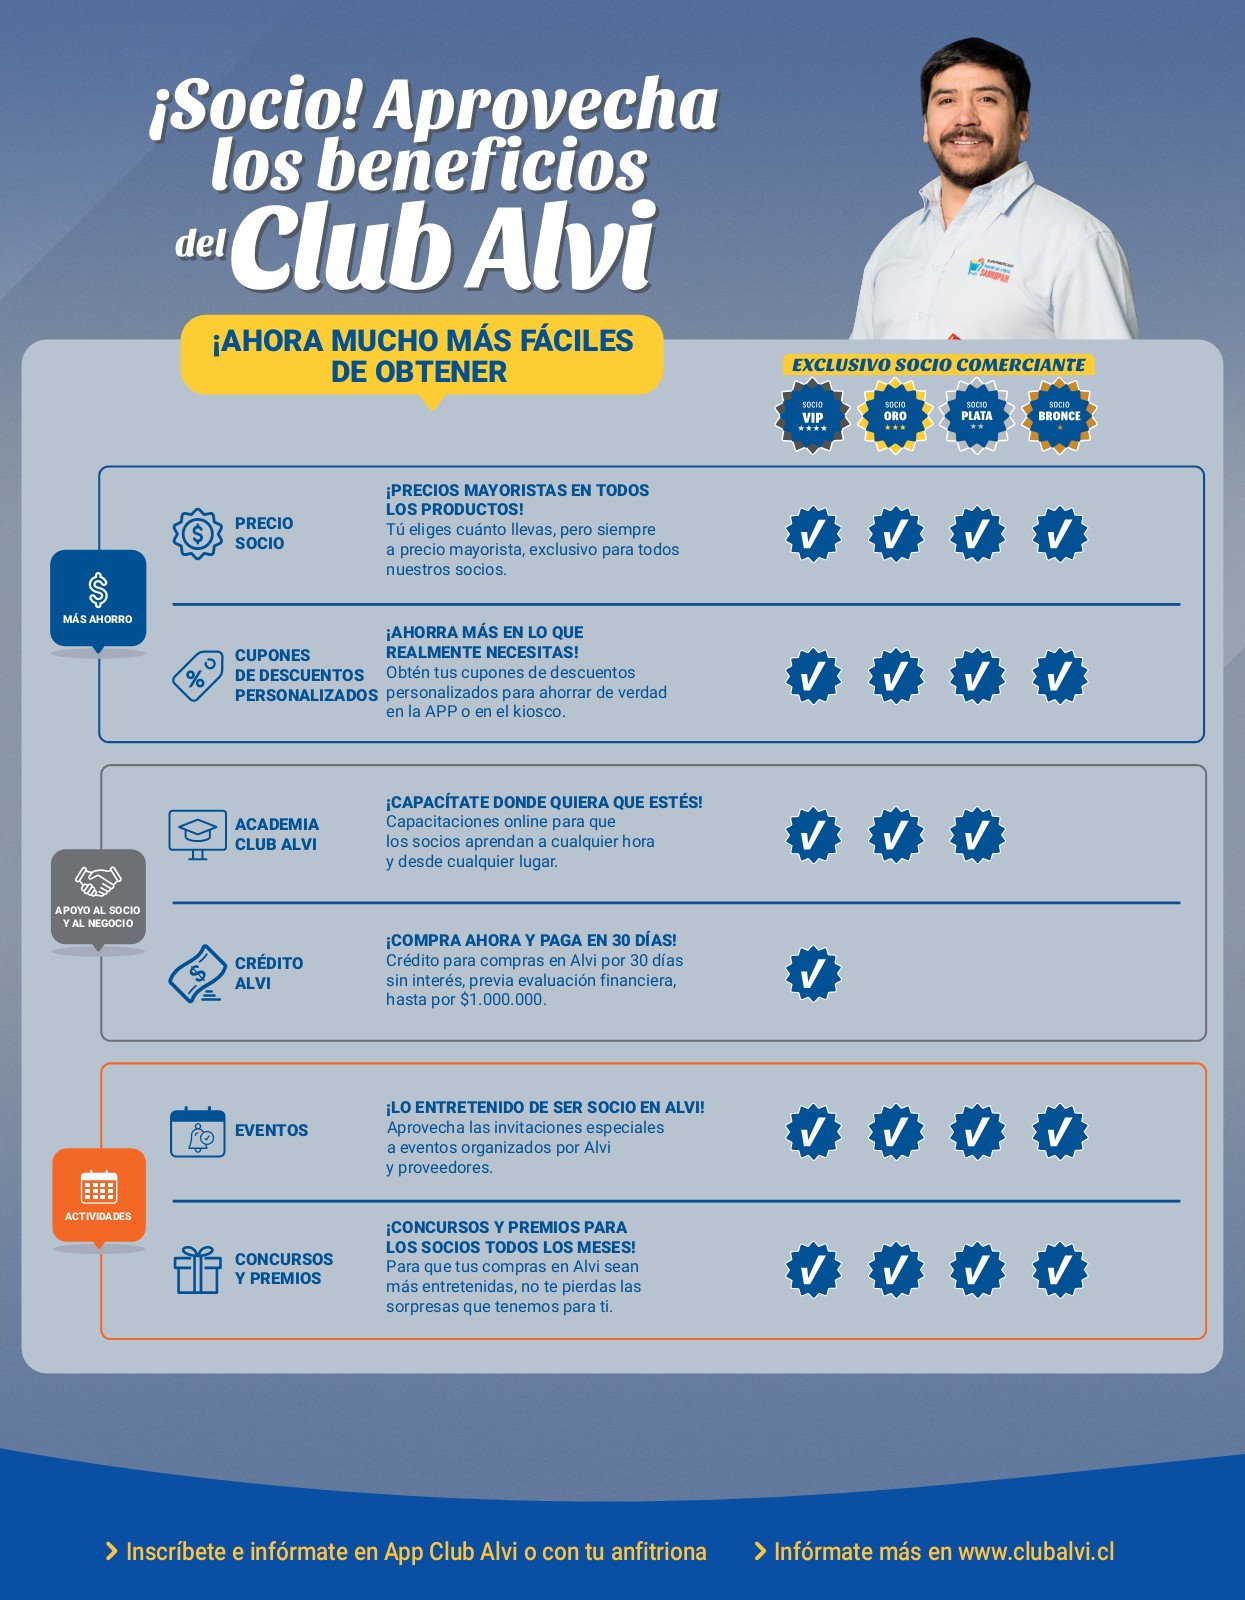 ¡Socio! Aprovecha
los beneficios
del Club Alvi
¡AHORA MUCHO MÁS FÁCILES
DE OBTENER
SUPERMERCADO
SABROPAN
EXCLUSIVO SOCIO COMERCIANTE
SOCIO
VIP
SOCIO
ORO
SOCIO
PLATA
SOCIO
BRONCE
MÁS AHORRO
PRECIO
SOCIO
¡PRECIOS MAYORISTAS EN TODOS
LOS PRODUCTOS!
Tú eliges cuánto llevas, pero siempre
a precio mayorista, exclusivo para todos
nuestros socios.
CUPONES
DE DESCUENTOS
PERSONALIZADOS
¡AHORRA MÁS EN LO QUE
REALMENTE NECESITAS!
Obtén tus cupones de descuentos
personalizados para ahorrar de verdad
en la APP o en el kiosco.
APOYO AL SOCIO
Y AL NEGOCIO
ACADEMIA
CLUB ALVI
¡CAPACÍTATE DONDE QUIERA QUE ESTÉS!
Capacitaciones online para que
los socios aprendan a cualquier hora
y desde cualquier lugar.
CRÉDITO
ALVI
¡COMPRA AHORA Y PAGA EN 30 DÍAS!
Crédito para compras en Alvi por 30 días
sin interés, previa evaluación financiera,
hasta por $1.000.000.
ACTIVIDADES
EVENTOS
¡LO ENTRETENIDO DE SER SOCIO EN ALVI!
Aprovecha las invitaciones especiales
a eventos organizados por Alvi
y proveedores.
CONCURSOS
Y PREMIOS
¡CONCURSOS Y PREMIOS PARA
LOS SOCIOS TODOS LOS MESES!
Para que tus compras en Alvi sean
más entretenidas, no te pierdas las
sorpresas que tenemos para ti.
Inscríbete e infórmate en App Club Alvi o con tu anfitriona
Infórmate más en www.clubalvi.cl